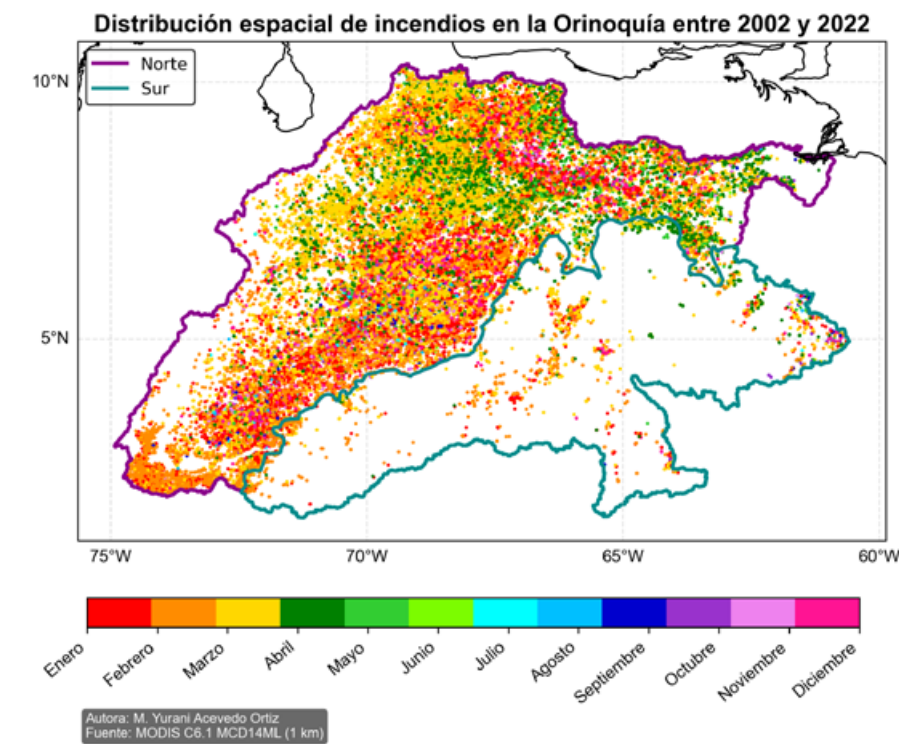 Distribución espacial de incendios en la Orinoquía entre 2002 y 2022
Norte
Sur
10°N
5°N
75°W
70°W
65°W
60°W
Enero
Febrero
Marzo
Abril
Mayo
Junio
Julio
Agosto
Septiembre
Octubre
Noviembre
Diciembre
Autora: M. Yurani Acevedo Ortiz
Fuente: MODIS C6.1 MCD14ML (1 km)